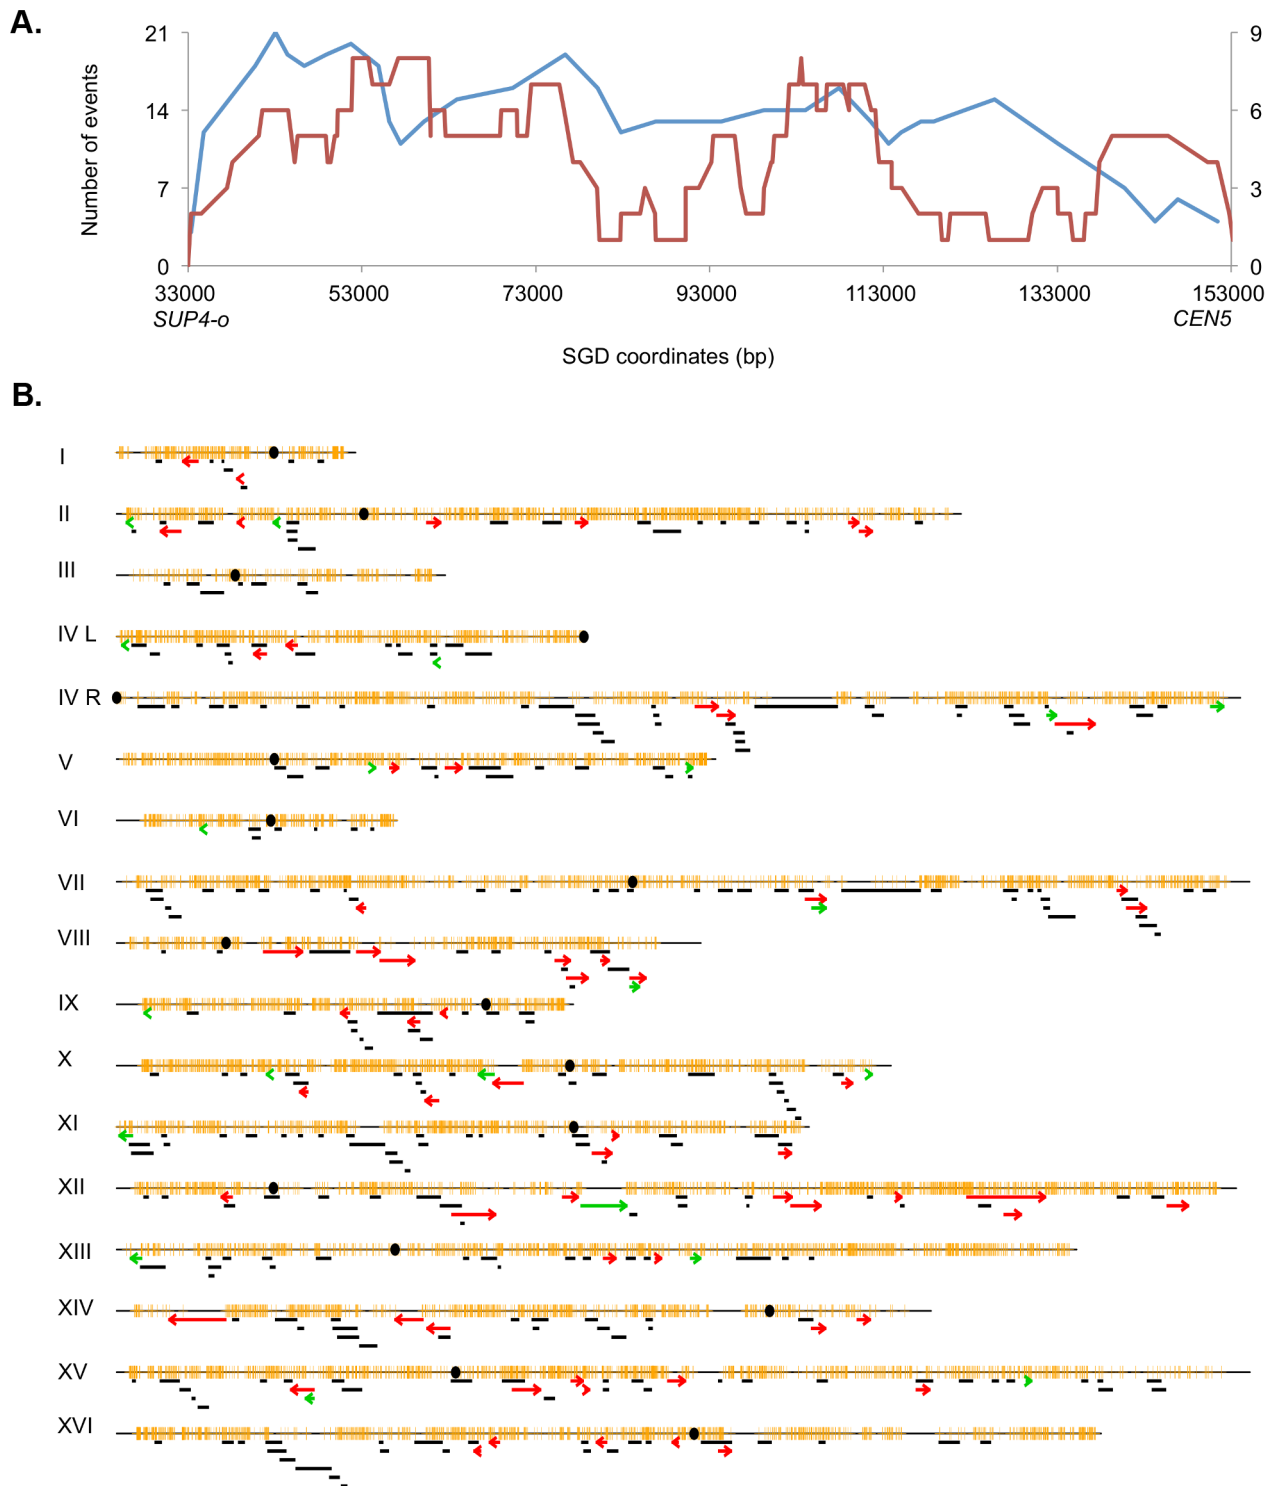 A.
21
14
7
0
Number of events
9
6
3
0
33000 53000 73000 93000 113000 133000 153000
SUP4-o CEN5
SGD coordinates (bp)
B.
I
II
III
IV L
IV R
V
VI
VII
VIII
IX
X
XI
XII
XIII
XIV
XV
XVI